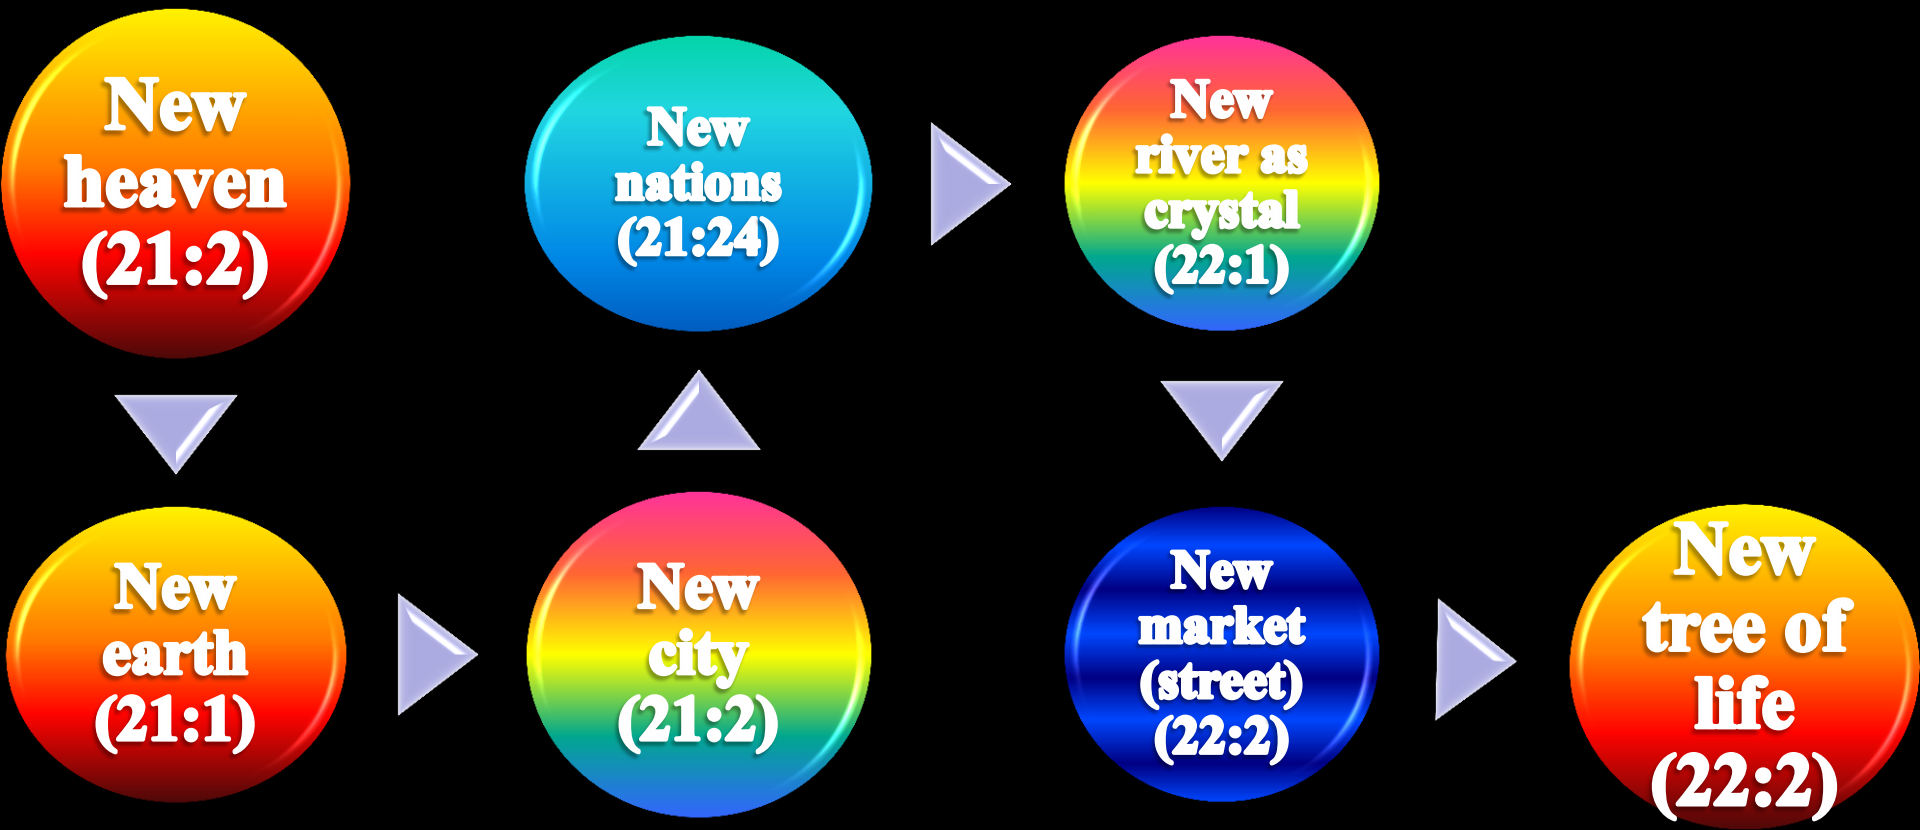 New
heaven
(21:2)
New
earth
(21:1)
New
city
(21:2)
New
nations
(21:24)
New
river as
crystal
(22:1)
New
market
(street)
(22:2)
New
tree of
life
(22:2)